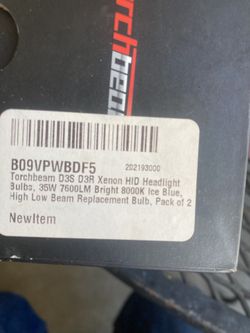 torchbeam
B09VPWBDF5
202193000
Torchbeam D3S D3R Xenon HID Headlight
Bulbs, 35W 7600LM Bright 8000K Ice Blue,
High Low Beam Replacement Bulb, Pack of 2
NewItem